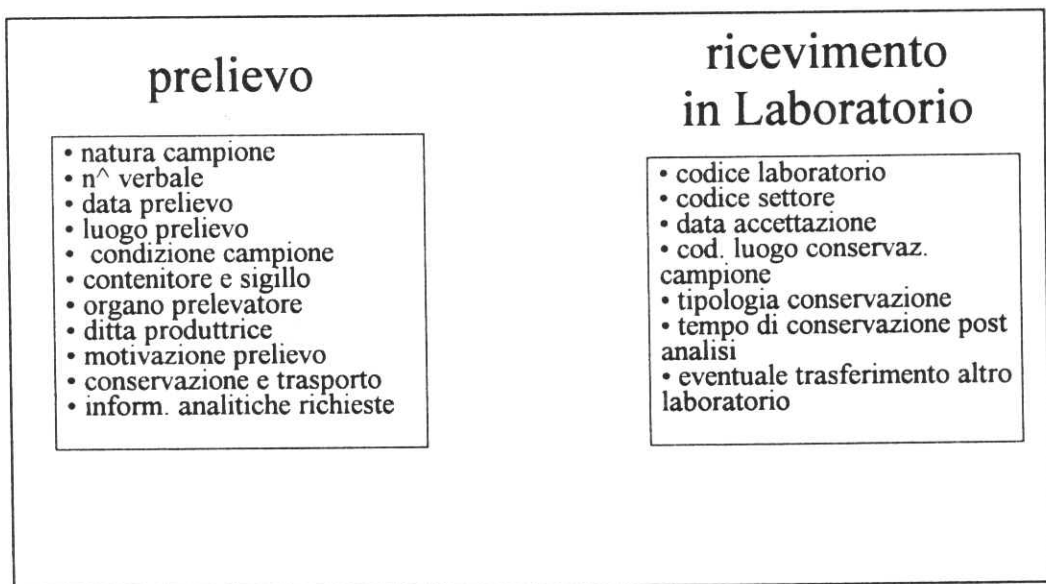 prelievo
• natura campione
• n^ verbale
• data prelievo
• luogo prelievo
• condizione campione
• contenitore e sigillo
• organo prelevatore
• ditta produttrice
• motivazione prelievo
• conservazione e trasporto
• inform. analitiche richieste
ricevimento
in Laboratorio
• codice laboratorio
• codice settore
• data accettazione
• cod. luogo conservaz.
campione
• tipologia conservazione
• tempo di conservazione post
analisi
• eventuale trasferimento altro
laboratorio